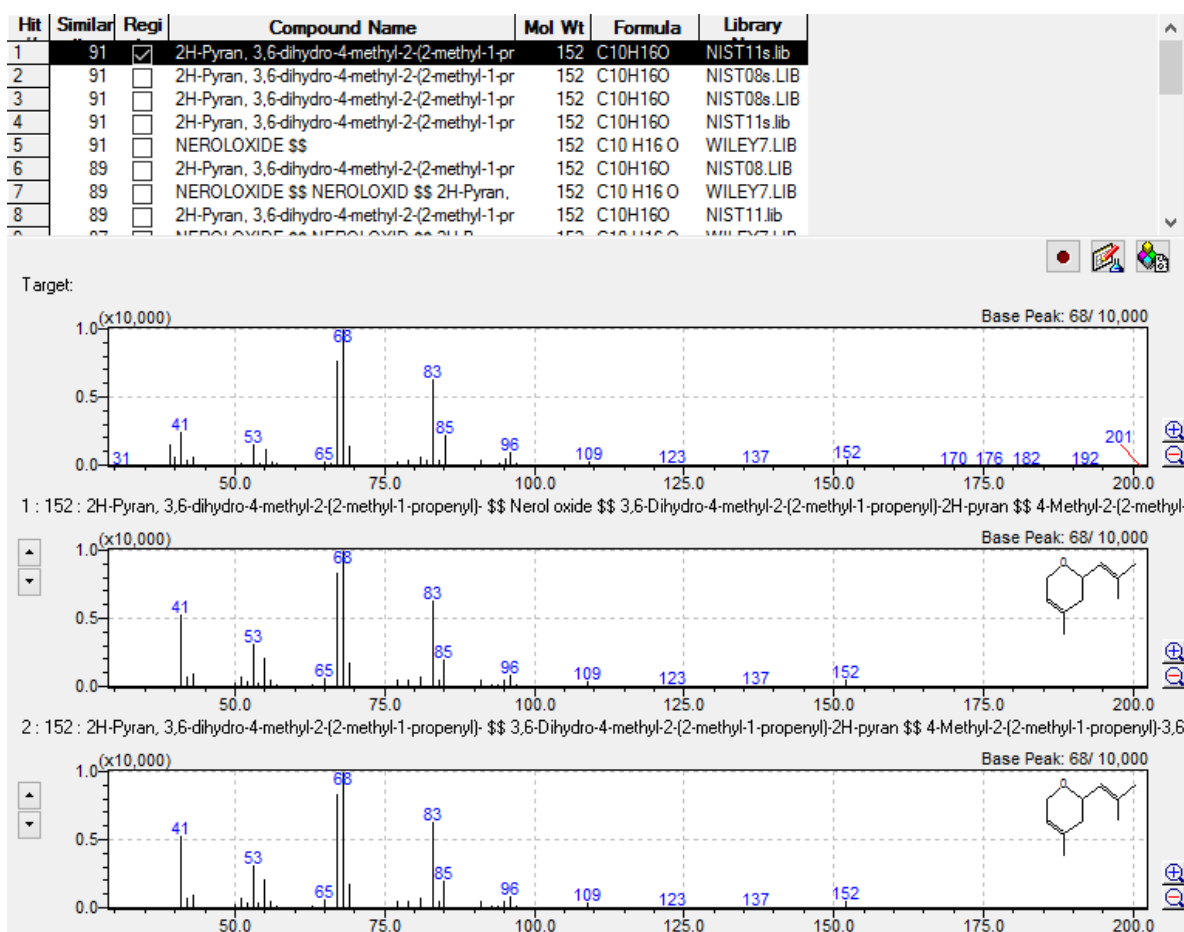 Hit Similar Regi Compound Name Mol Wt Formula Library
1 91 2H-Pyran, 3,6-dihydro-4-methyl-2-(2-methyl-1-pr 152 C10H16O NIST11s.lib
2 91 2H-Pyran, 3,6-dihydro-4-methyl-2-(2-methyl-1-pr 152 C10H16O NIST08s.LIB
3 91 2H-Pyran, 3,6-dihydro-4-methyl-2-(2-methyl-1-pr 152 C10H16O NIST08s.LIB
4 91 2H-Pyran, 3,6-dihydro-4-methyl-2-(2-methyl-1-pr 152 C10H16O NIST11s.lib
5 91 NEROLOXIDE $$ 152 C10 H16 O WILEY7.LIB
6 89 2H-Pyran, 3,6-dihydro-4-methyl-2-(2-methyl-1-pr 152 C10H16O NIST08.LIB
7 89 NEROLOXIDE $$ NEROLOXID $$ 2H-Pyran, 152 C10 H16 O WILEY7.LIB
8 89 2H-Pyran, 3,6-dihydro-4-methyl-2-(2-methyl-1-pr 152 C10H16O NIST11.lib
Target:
(x10,000) Base Peak: 68/ 10,000
1.0
68
83
0.5
41 85
53 65 96 109 152 201
31 123 137 170 176 182 192
0.0
50.0 75.0 100.0 125.0 150.0 175.0 200.0
1 : 152 : 2H-Pyran, 3,6-dihydro-4-methyl-2-(2-methyl-1-propenyl)- $$ Nerol oxide $$ 3,6-Dihydro-4-methyl-2-(2-methyl-1-propenyl)-2H-pyran $$ 4-Methyl-2-(2-methyl-
(x10,000) Base Peak: 68/ 10,000
1.0
68
O
41 83
0.5
53 85
65 96 109 123 137 152
0.0
50.0 75.0 100.0 125.0 150.0 175.0 200.0
2 : 152 : 2H-Pyran, 3,6-dihydro-4-methyl-2-(2-methyl-1-propenyl)- $$ 3,6-Dihydro-4-methyl-2-(2-methyl-1-propenyl)-2H-pyran $$ 4-Methyl-2-(2-methyl-1-propenyl)-3,6
(x10,000) Base Peak: 68/ 10,000
1.0
68
O
41 83
0.5
53 85
65 96 109 123 137 152
0.0
50.0 75.0 100.0 125.0 150.0 175.0 200.0